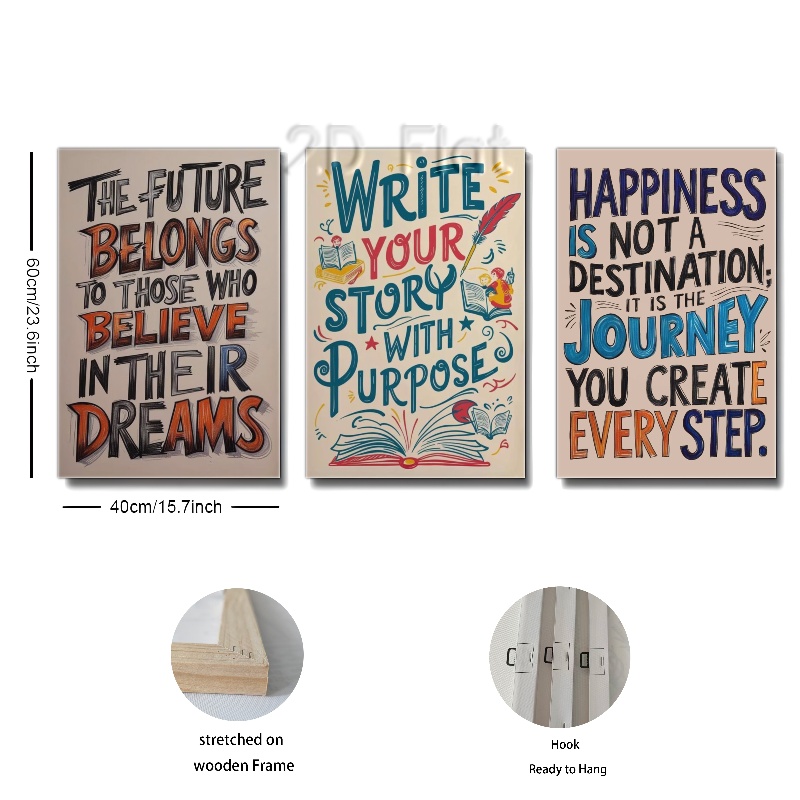 2D Flat
THE FUTURE
BELONGS
TO THOSE WHO
BELIEVE
IN THEIR
DREAMS
WRITE
YOUR
STORY
WITH
PURPOSE
HAPPINESS
IS NOT A
DESTINATION;
IT IS THE
JOURNEY
YOU CREATE
EVERY STEP.
60cm/23.6inch
40cm/15.7inch
stretched on
wooden Frame
Hook
Ready to Hang